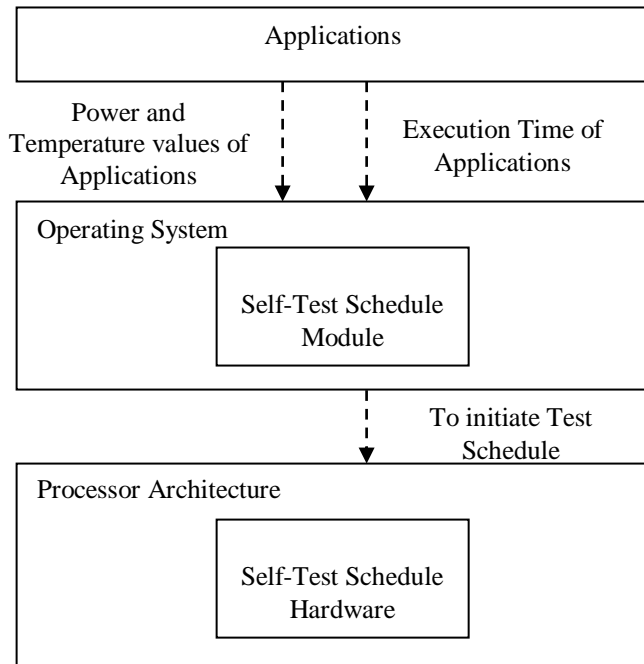 Applications
Power and
Temperature values of
Applications
Execution Time of
Applications
Operating System
Self-Test Schedule
Module
To initiate Test
Schedule
Processor Architecture
Self-Test Schedule
Hardware